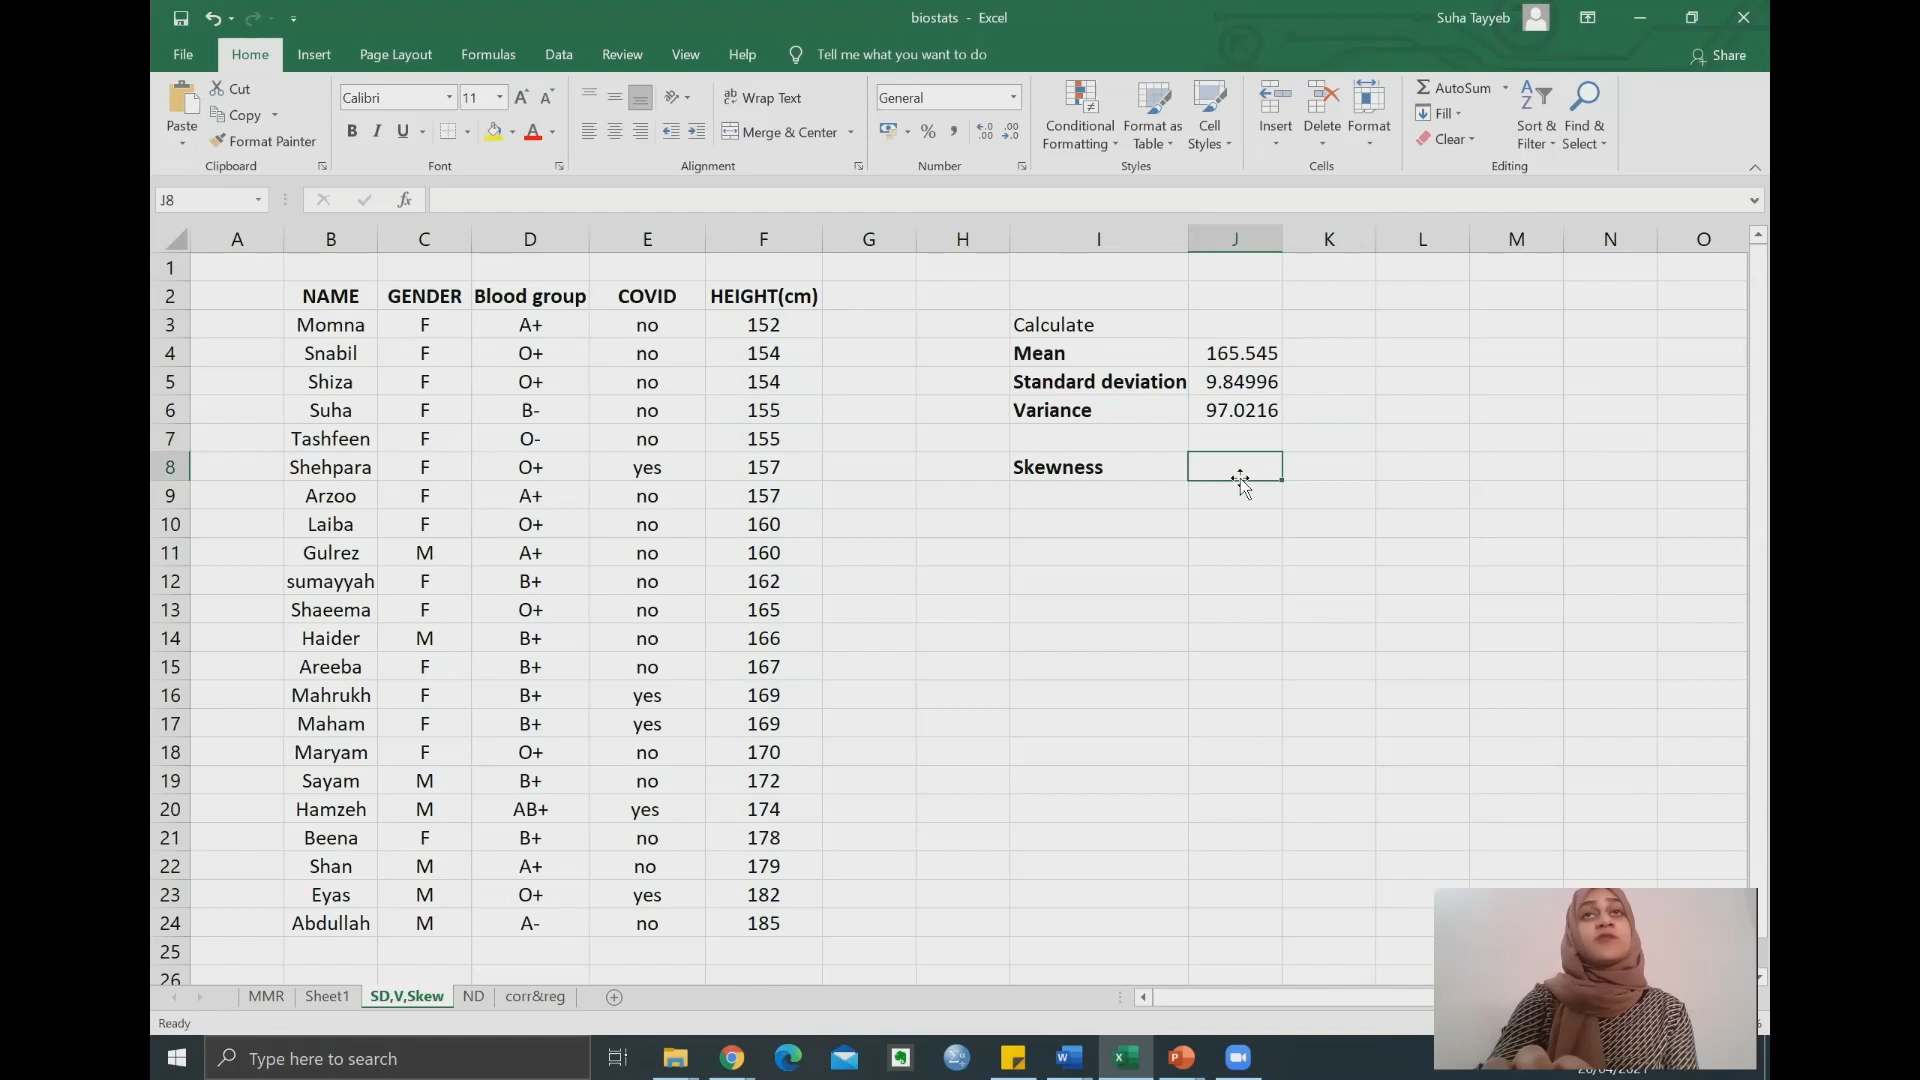 biostats - Excel
Suha Tayyeb
File Home Insert Page Layout Formulas Data Review View Help Tell me what you want to do Share
Paste
Cut
Copy
Format Painter
Clipboard
Calibri 11
B I U
Font
Wrap Text
Merge & Center
Alignment
General
Number
Conditional Formatting
Format as Table
Cell Styles
Styles
Insert Delete Format
Cells
AutoSum
Fill
Clear
Sort & Filter
Find & Select
Editing
J8 fx
A B C D E F G H I J K L M N O
1
2 NAME GENDER Blood group COVID HEIGHT(cm)
3 Momna F A+ no 152 Calculate
4 Snabil F O+ no 154 Mean 165.545
5 Shiza F O+ no 154 Standard deviation 9.84996
6 Suha F B- no 155 Variance 97.0216
7 Tashfeen F O- no 155
8 Shehpara F O+ yes 157 Skewness
9 Arzoo F A+ no 157
10 Laiba F O+ no 160
11 Gulrez M A+ no 160
12 sumayyah F B+ no 162
13 Shaeema F O+ no 165
14 Haider M B+ no 166
15 Areeba F B+ no 167
16 Mahrukh F B+ yes 169
17 Maham F B+ yes 169
18 Maryam F O+ no 170
19 Sayam M B+ no 172
20 Hamzeh M AB+ yes 174
21 Beena F B+ no 178
22 Shan M A+ no 179
23 Eyas M O+ yes 182
24 Abdullah M A- no 185
25
26
MMR Sheet1 SD,V,Skew ND corr&reg
Ready
Type here to search